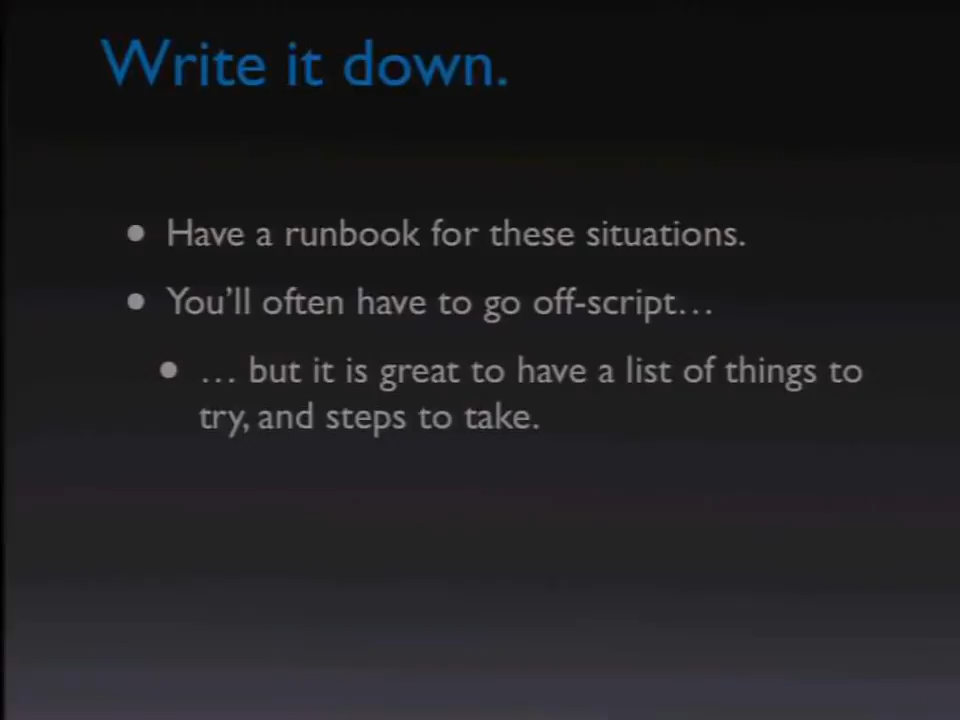 Write it down.
• Have a runbook for these situations.
• You'll often have to go off-script…
• … but it is great to have a list of things to
try, and steps to take.